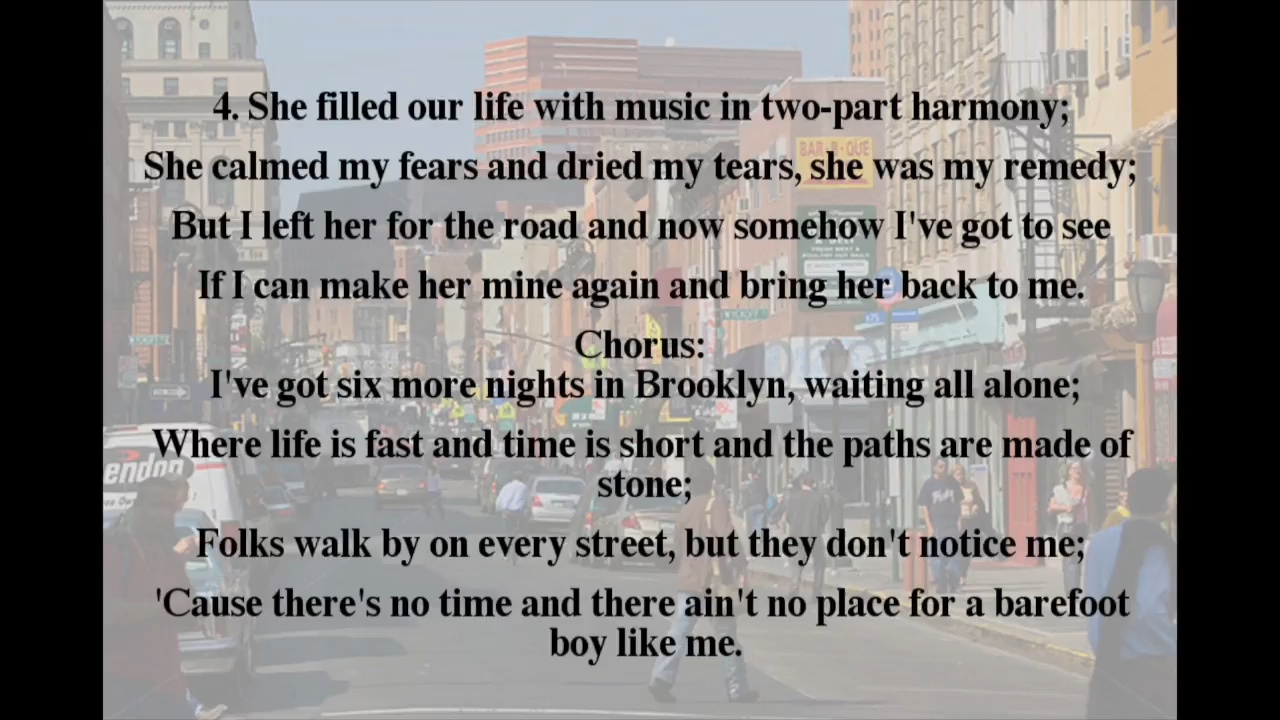 4. She filled our life with music in two-part harmony;
She calmed my fears and dried my tears, she was my remedy;
But I left her for the road and now somehow I've got to see
If I can make her mine again and bring her back to me.
Chorus:
I've got six more nights in Brooklyn, waiting all alone;
Where life is fast and time is short and the paths are made of
stone;
Folks walk by on every street, but they don't notice me;
'Cause there's no time and there ain't no place for a barefoot
boy like me.
BAR·B·QUE
endon